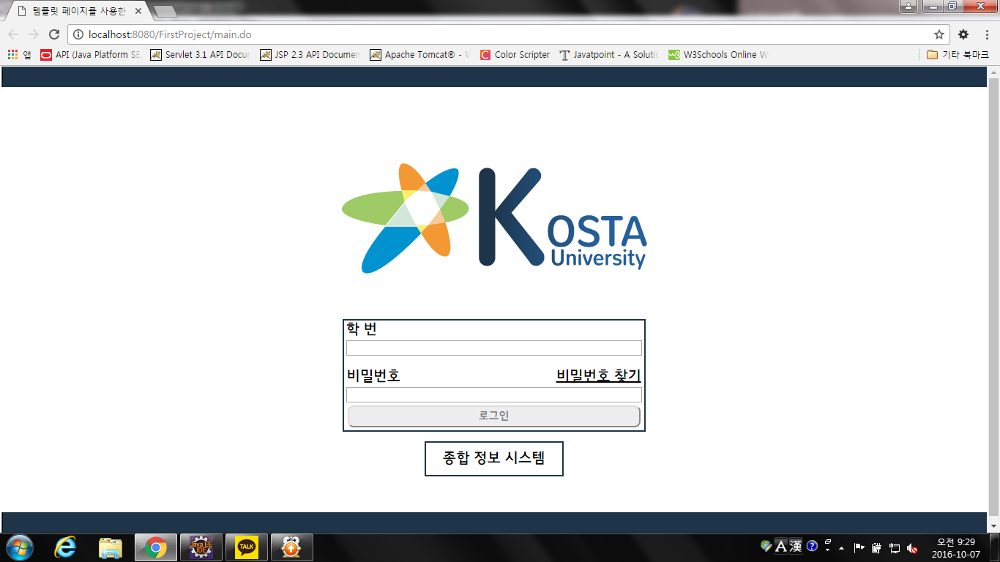 템플릿 페이지를 사용한
localhost:8080/FirstProject/main.do
앱 API (Java Platform SE Servlet 3.1 API Docur JSP 2.3 API Documen Apache Tomcat® - Color Scripter Javatpoint - A Solutic W3Schools Online W 기타 북마크
KOSTA
University
학 번
비밀번호 비밀번호 찾기
로그인
종합 정보 시스템
Java EE
IDE
TALK
A 漢 ?
오전 9:29
2016-10-07